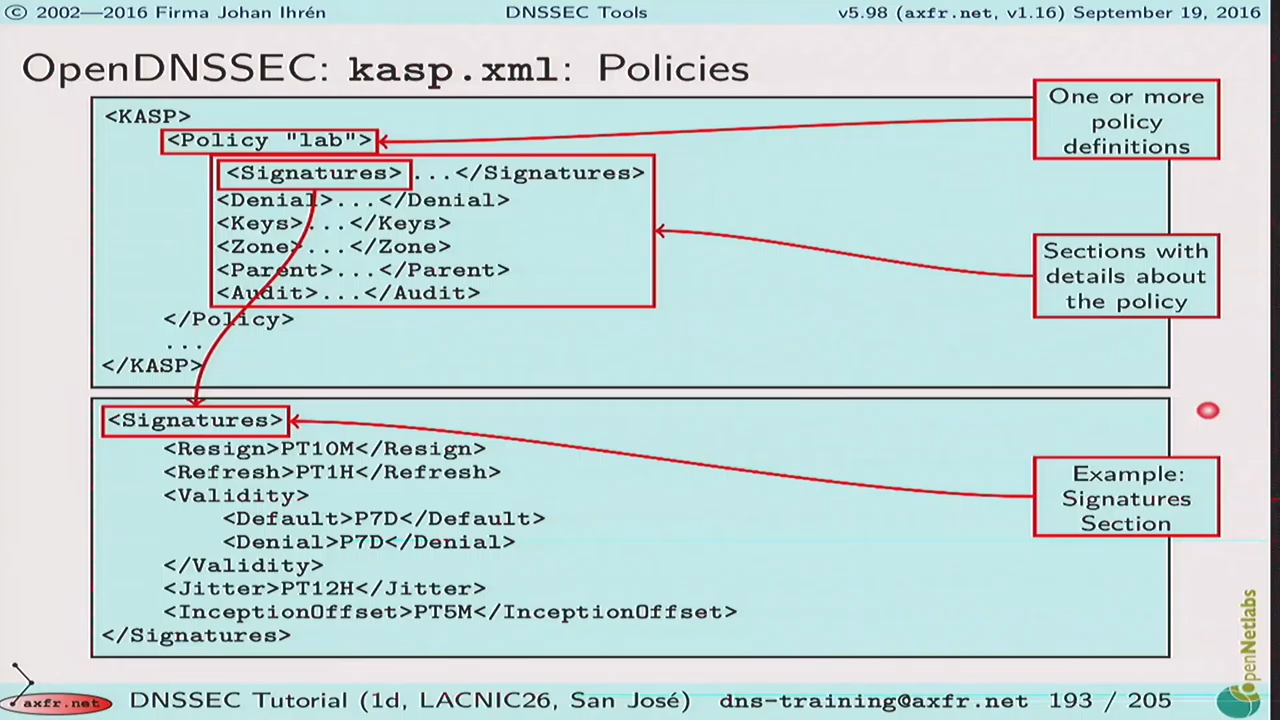 © 2002—2016 Firma Johan Ihrén DNSSEC Tools v5.98 (axfr.net, v1.16) September 19, 2016
OpenDNSSEC: kasp.xml: Policies
<KASP>
<Policy "lab">
<Signatures>...</Signatures>
<Denial>...</Denial>
<Keys>...</Keys>
<Zone>...</Zone>
<Parent>...</Parent>
<Audit>...</Audit>
</Policy>
...
</KASP>
One or more
policy
definitions
Sections with
details about
the policy
<Signatures>
<Resign>PT10M</Resign>
<Refresh>PT1H</Refresh>
<Validity>
<Default>P7D</Default>
<Denial>P7D</Denial>
</Validity>
<Jitter>PT12H</Jitter>
<InceptionOffset>PT5M</InceptionOffset>
</Signatures>
Example:
Signatures
Section
OpenNetlabs
axfr.net DNSSEC Tutorial (1d, LACNIC26, San José) dns-training@axfr.net 193 / 205